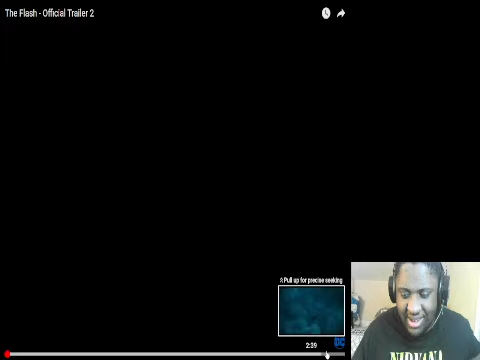 The Flash - Official Trailer 2
Pull up for precise seeking
2:39
DC
NIRVANA